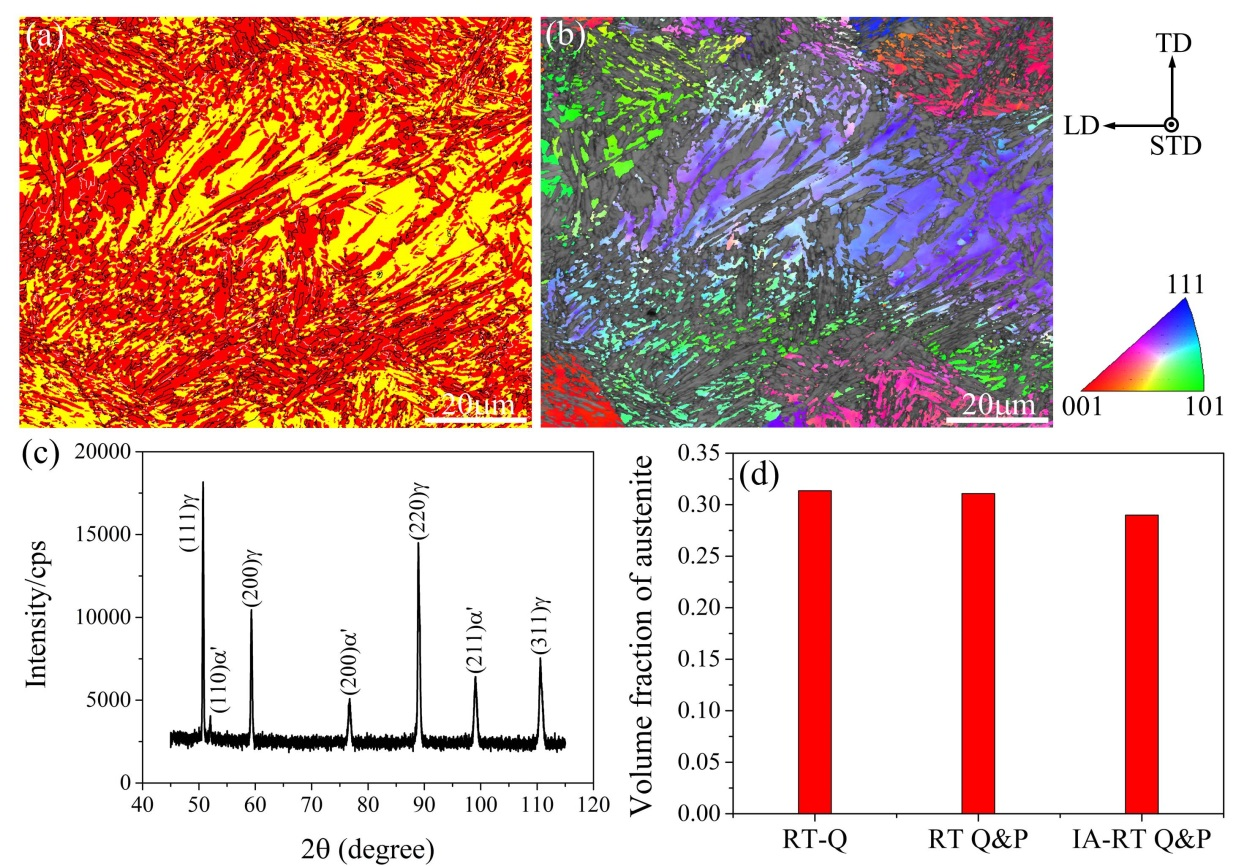 (a)
20μm
(b)
20μm
TD
LD
STD
111
001
101
(c)
20000
15000
10000
5000
0
Intensity/cps
(111)γ
(110)α'
(200)γ
(200)α'
(220)γ
(211)α'
(311)γ
40
50
60
70
80
90
100
110
120
2θ (degree)
(d)
0.35
0.30
0.25
0.20
0.15
0.10
0.05
0.00
Volume fraction of austenite
RT-Q
RT Q&P
IA-RT Q&P